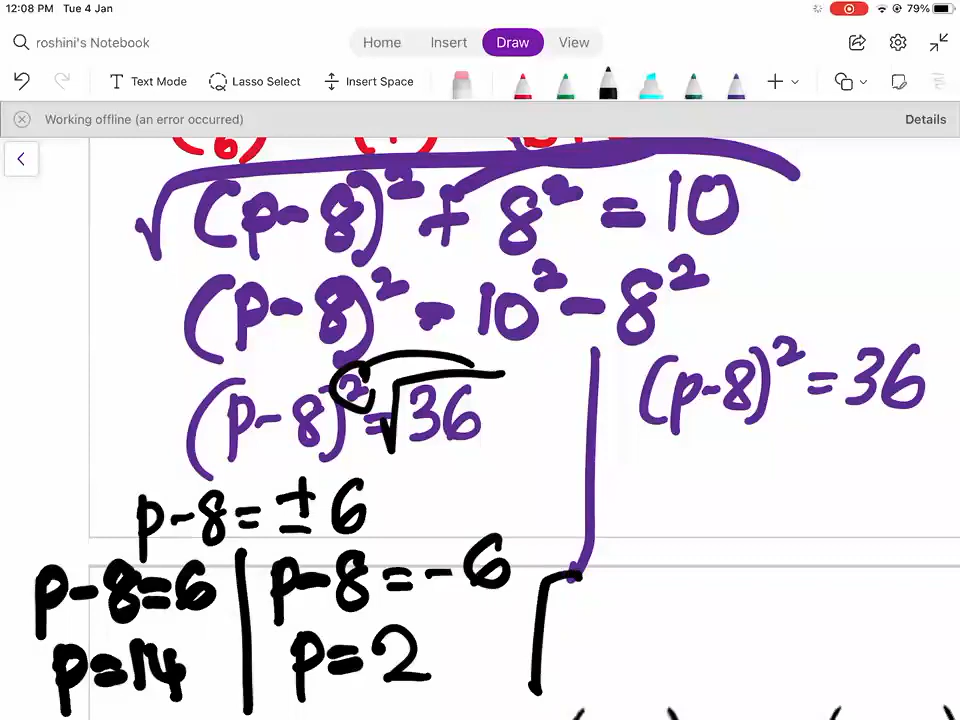 12:08 PM Tue 4 Jan 79%
roshini's Notebook Home Insert Draw View
Text Mode Lasso Select Insert Space
Working offline (an error occurred) Details
√(p-8)² + 8² = 10
(p-8)² = 10² - 8²
(p-8)² = √36
p-8 = ± 6
p-8=6
p=14
p-8=-6
p=2
(p-8)² = 36